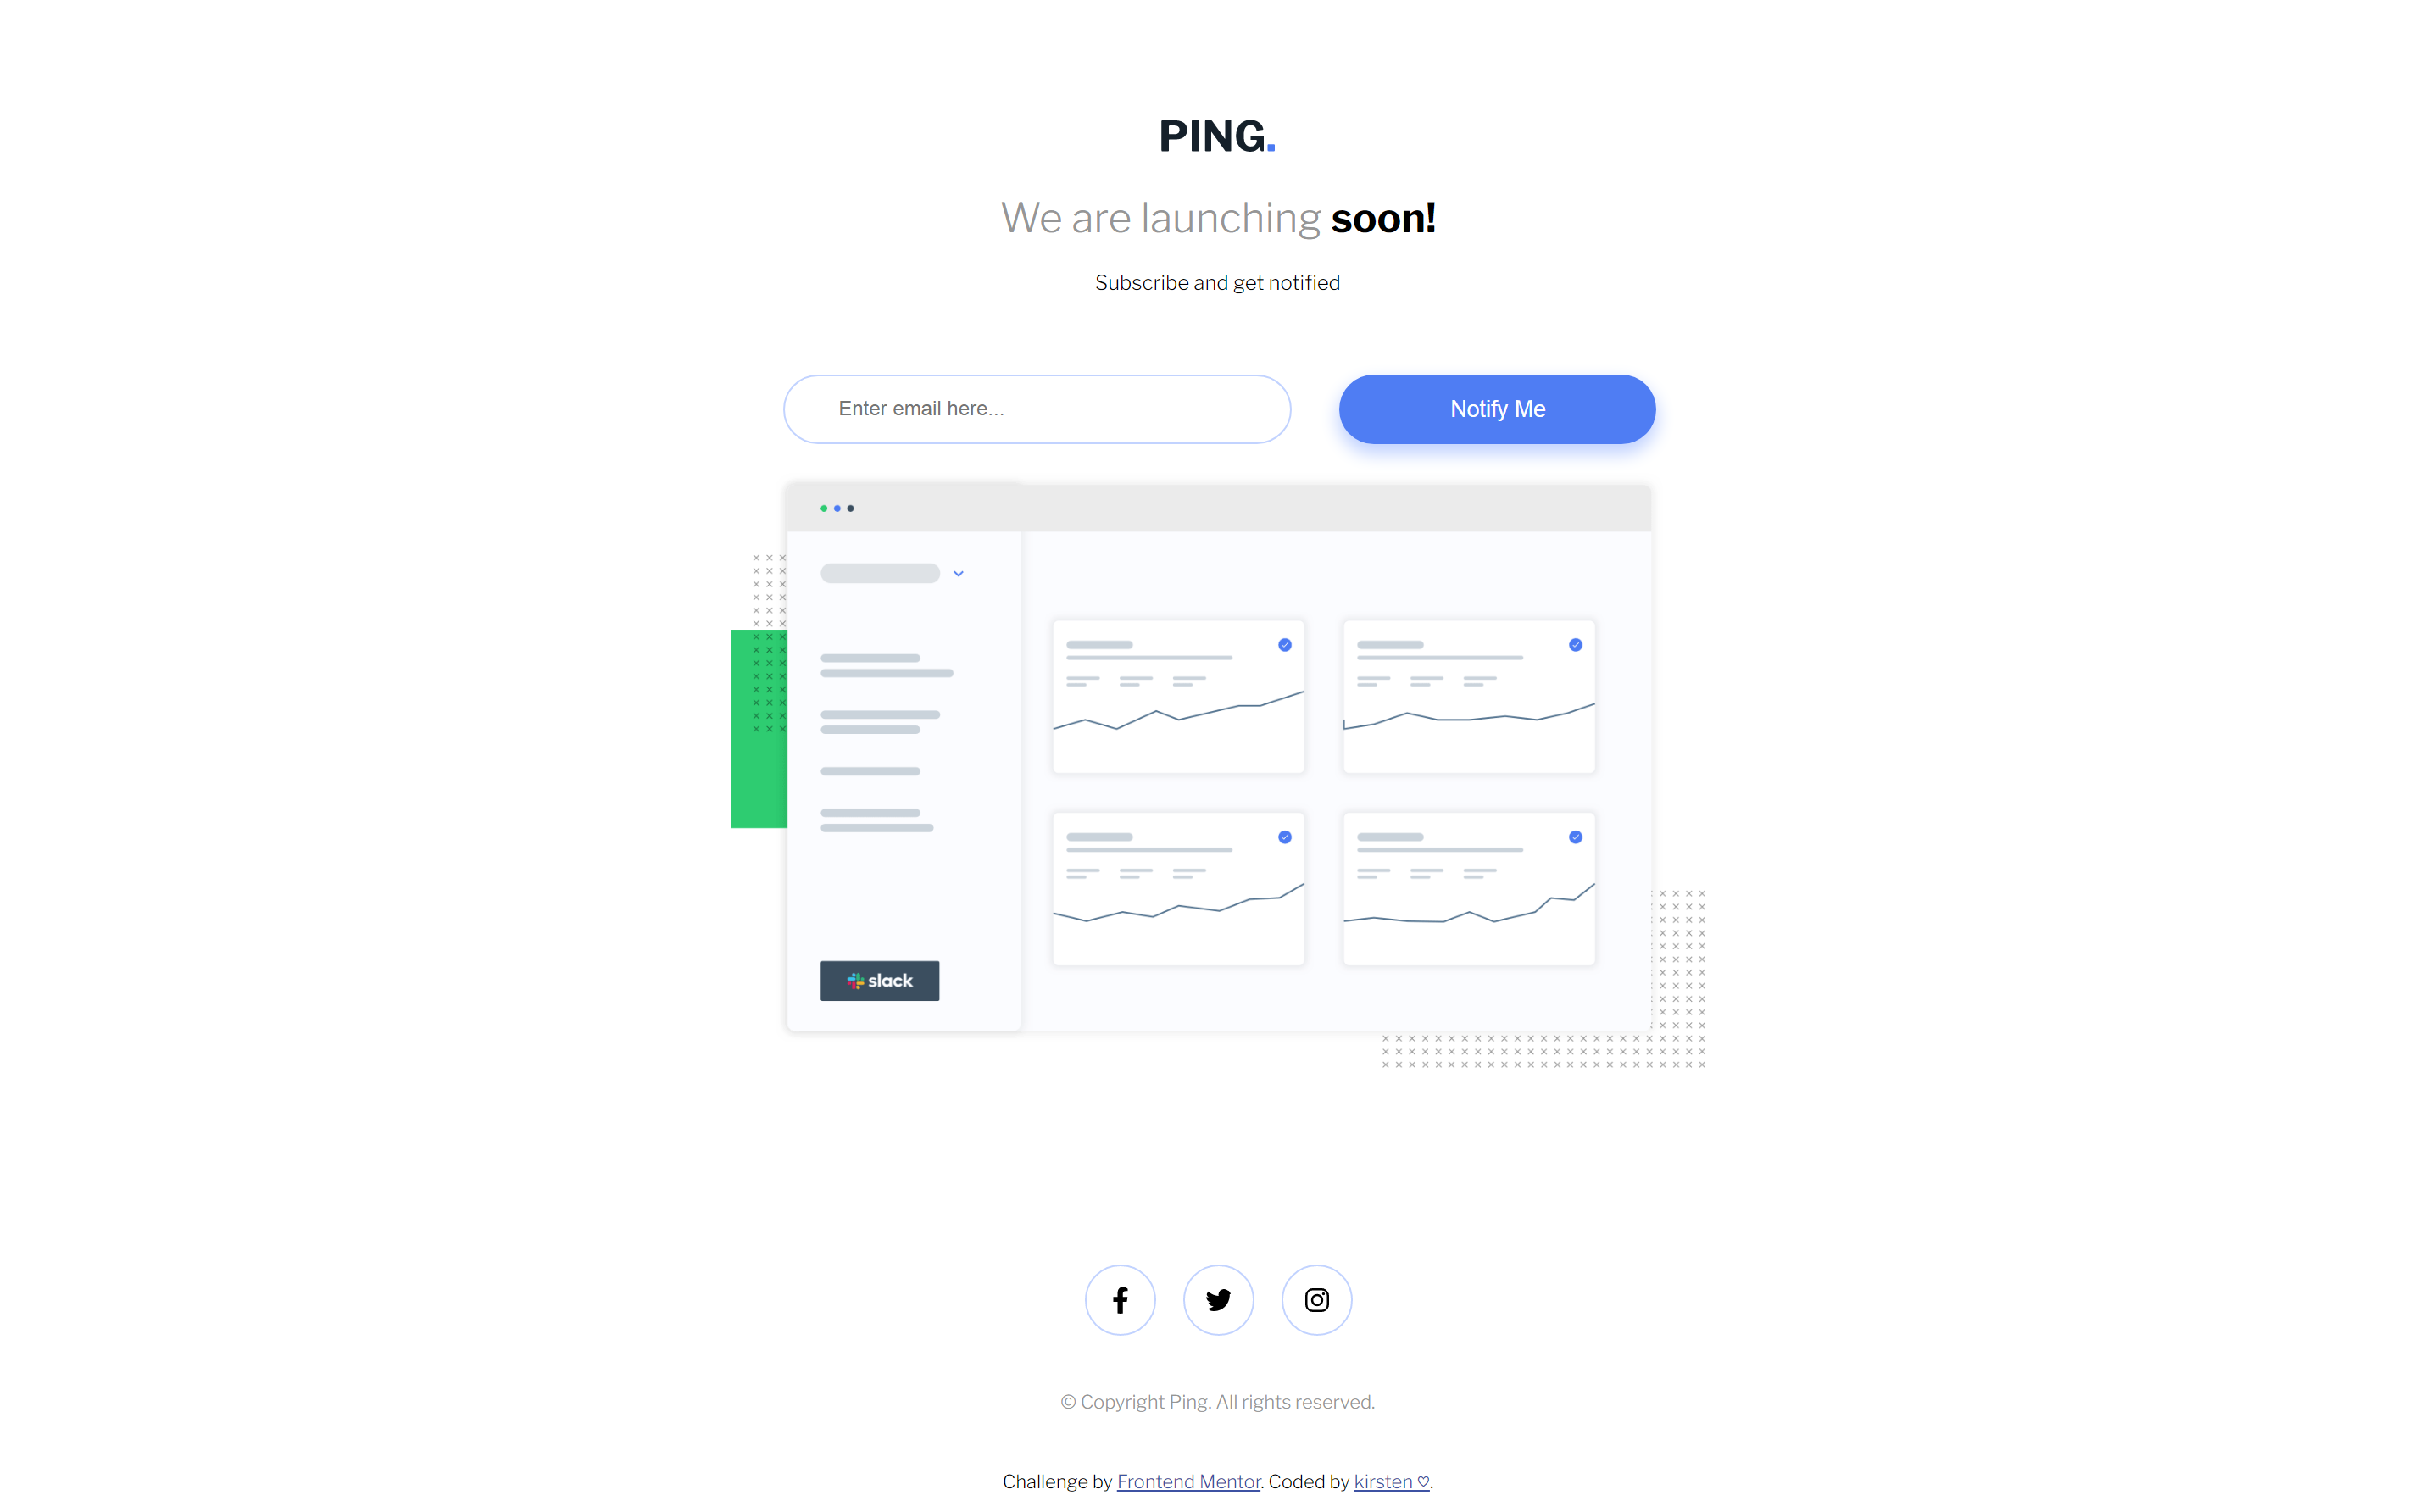 PING.
We are launching soon!
Subscribe and get notified
Enter email here...
Notify Me
slack
© Copyright Ping. All rights reserved.
Challenge by Frontend Mentor. Coded by kirsten ♡.